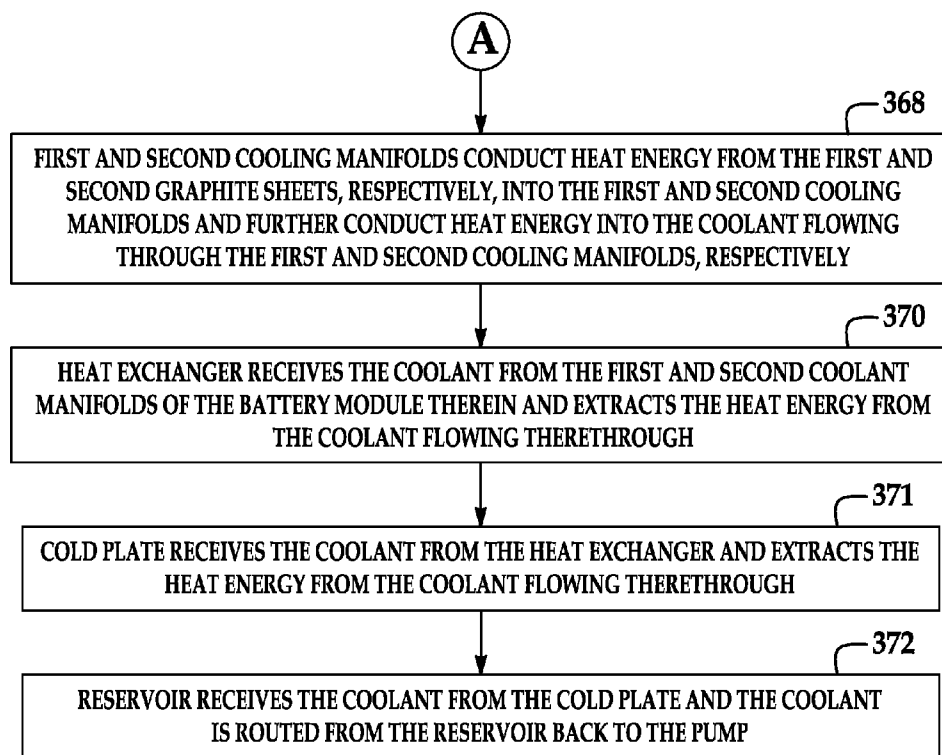 A
368
FIRST AND SECOND COOLING MANIFOLDS CONDUCT HEAT ENERGY FROM THE FIRST AND
SECOND GRAPHITE SHEETS, RESPECTIVELY, INTO THE FIRST AND SECOND COOLING
MANIFOLDS AND FURTHER CONDUCT HEAT ENERGY INTO THE COOLANT FLOWING
THROUGH THE FIRST AND SECOND COOLING MANIFOLDS, RESPECTIVELY
370
HEAT EXCHANGER RECEIVES THE COOLANT FROM THE FIRST AND SECOND COOLANT
MANIFOLDS OF THE BATTERY MODULE THEREIN AND EXTRACTS THE HEAT ENERGY FROM
THE COOLANT FLOWING THERETHROUGH
371
COLD PLATE RECEIVES THE COOLANT FROM THE HEAT EXCHANGER AND EXTRACTS THE
HEAT ENERGY FROM THE COOLANT FLOWING THERETHROUGH
372
RESERVOIR RECEIVES THE COOLANT FROM THE COLD PLATE AND THE COOLANT
IS ROUTED FROM THE RESERVOIR BACK TO THE PUMP